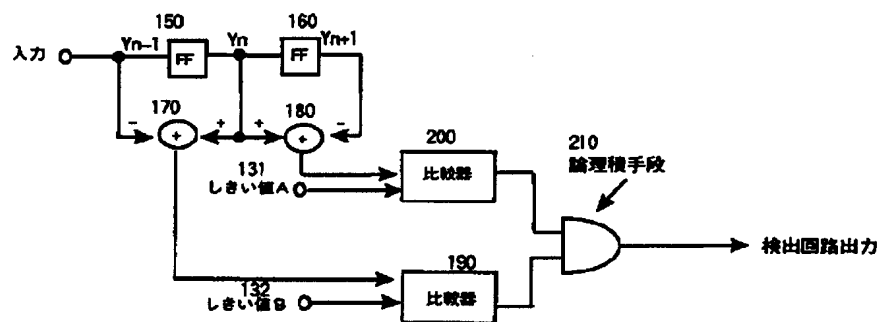 150
160
入力
Yn-1
FF
Yn
FF
Yn+1
170
180
-
+
+
-
+
+
200
210
論理積手段
131
しきい値A
比較器
検出回路出力
190
132
しきい値B
比較器